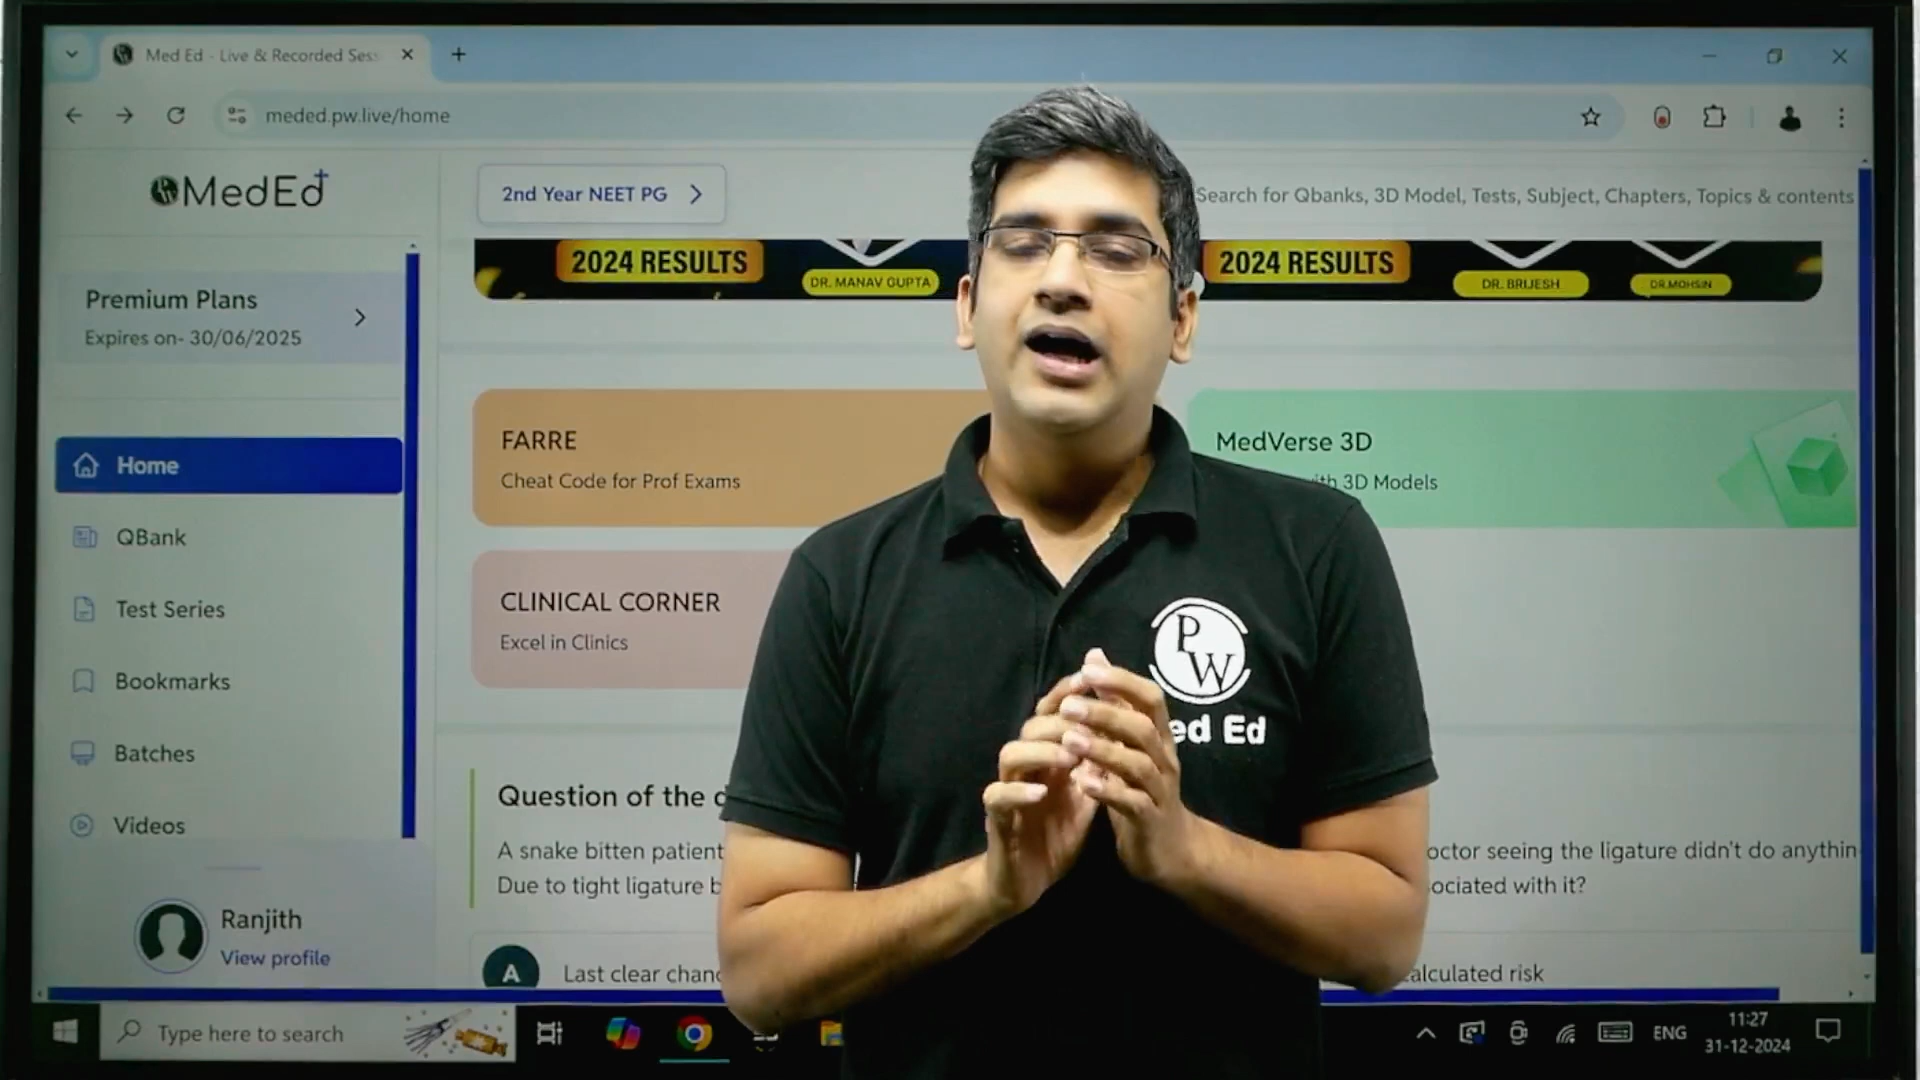 Med Ed - Live & Recorded Sess
meded.pw.live/home
MedEd
2nd Year NEET PG
Search for Qbanks, 3D Model, Tests, Subject, Chapters, Topics & contents
2024 RESULTS
DR. MANAV GUPTA
2024 RESULTS
DR. BRIJESH
DR.MOHSIN
Premium Plans
Expires on- 30/06/2025
FARRE
Cheat Code for Prof Exams
MedVerse 3D
3D Models
CLINICAL CORNER
Excel in Clinics
Home
QBank
Test Series
Bookmarks
Batches
Videos
Ranjith
View profile
PW
ed Ed
Question of the
A snake bitten patient
octor seeing the ligature didn't do anythin
Due to tight ligature b
ociated with it?
A
Last clear chanc
alculated risk
Type here to search
ENG
11:27
31-12-2024